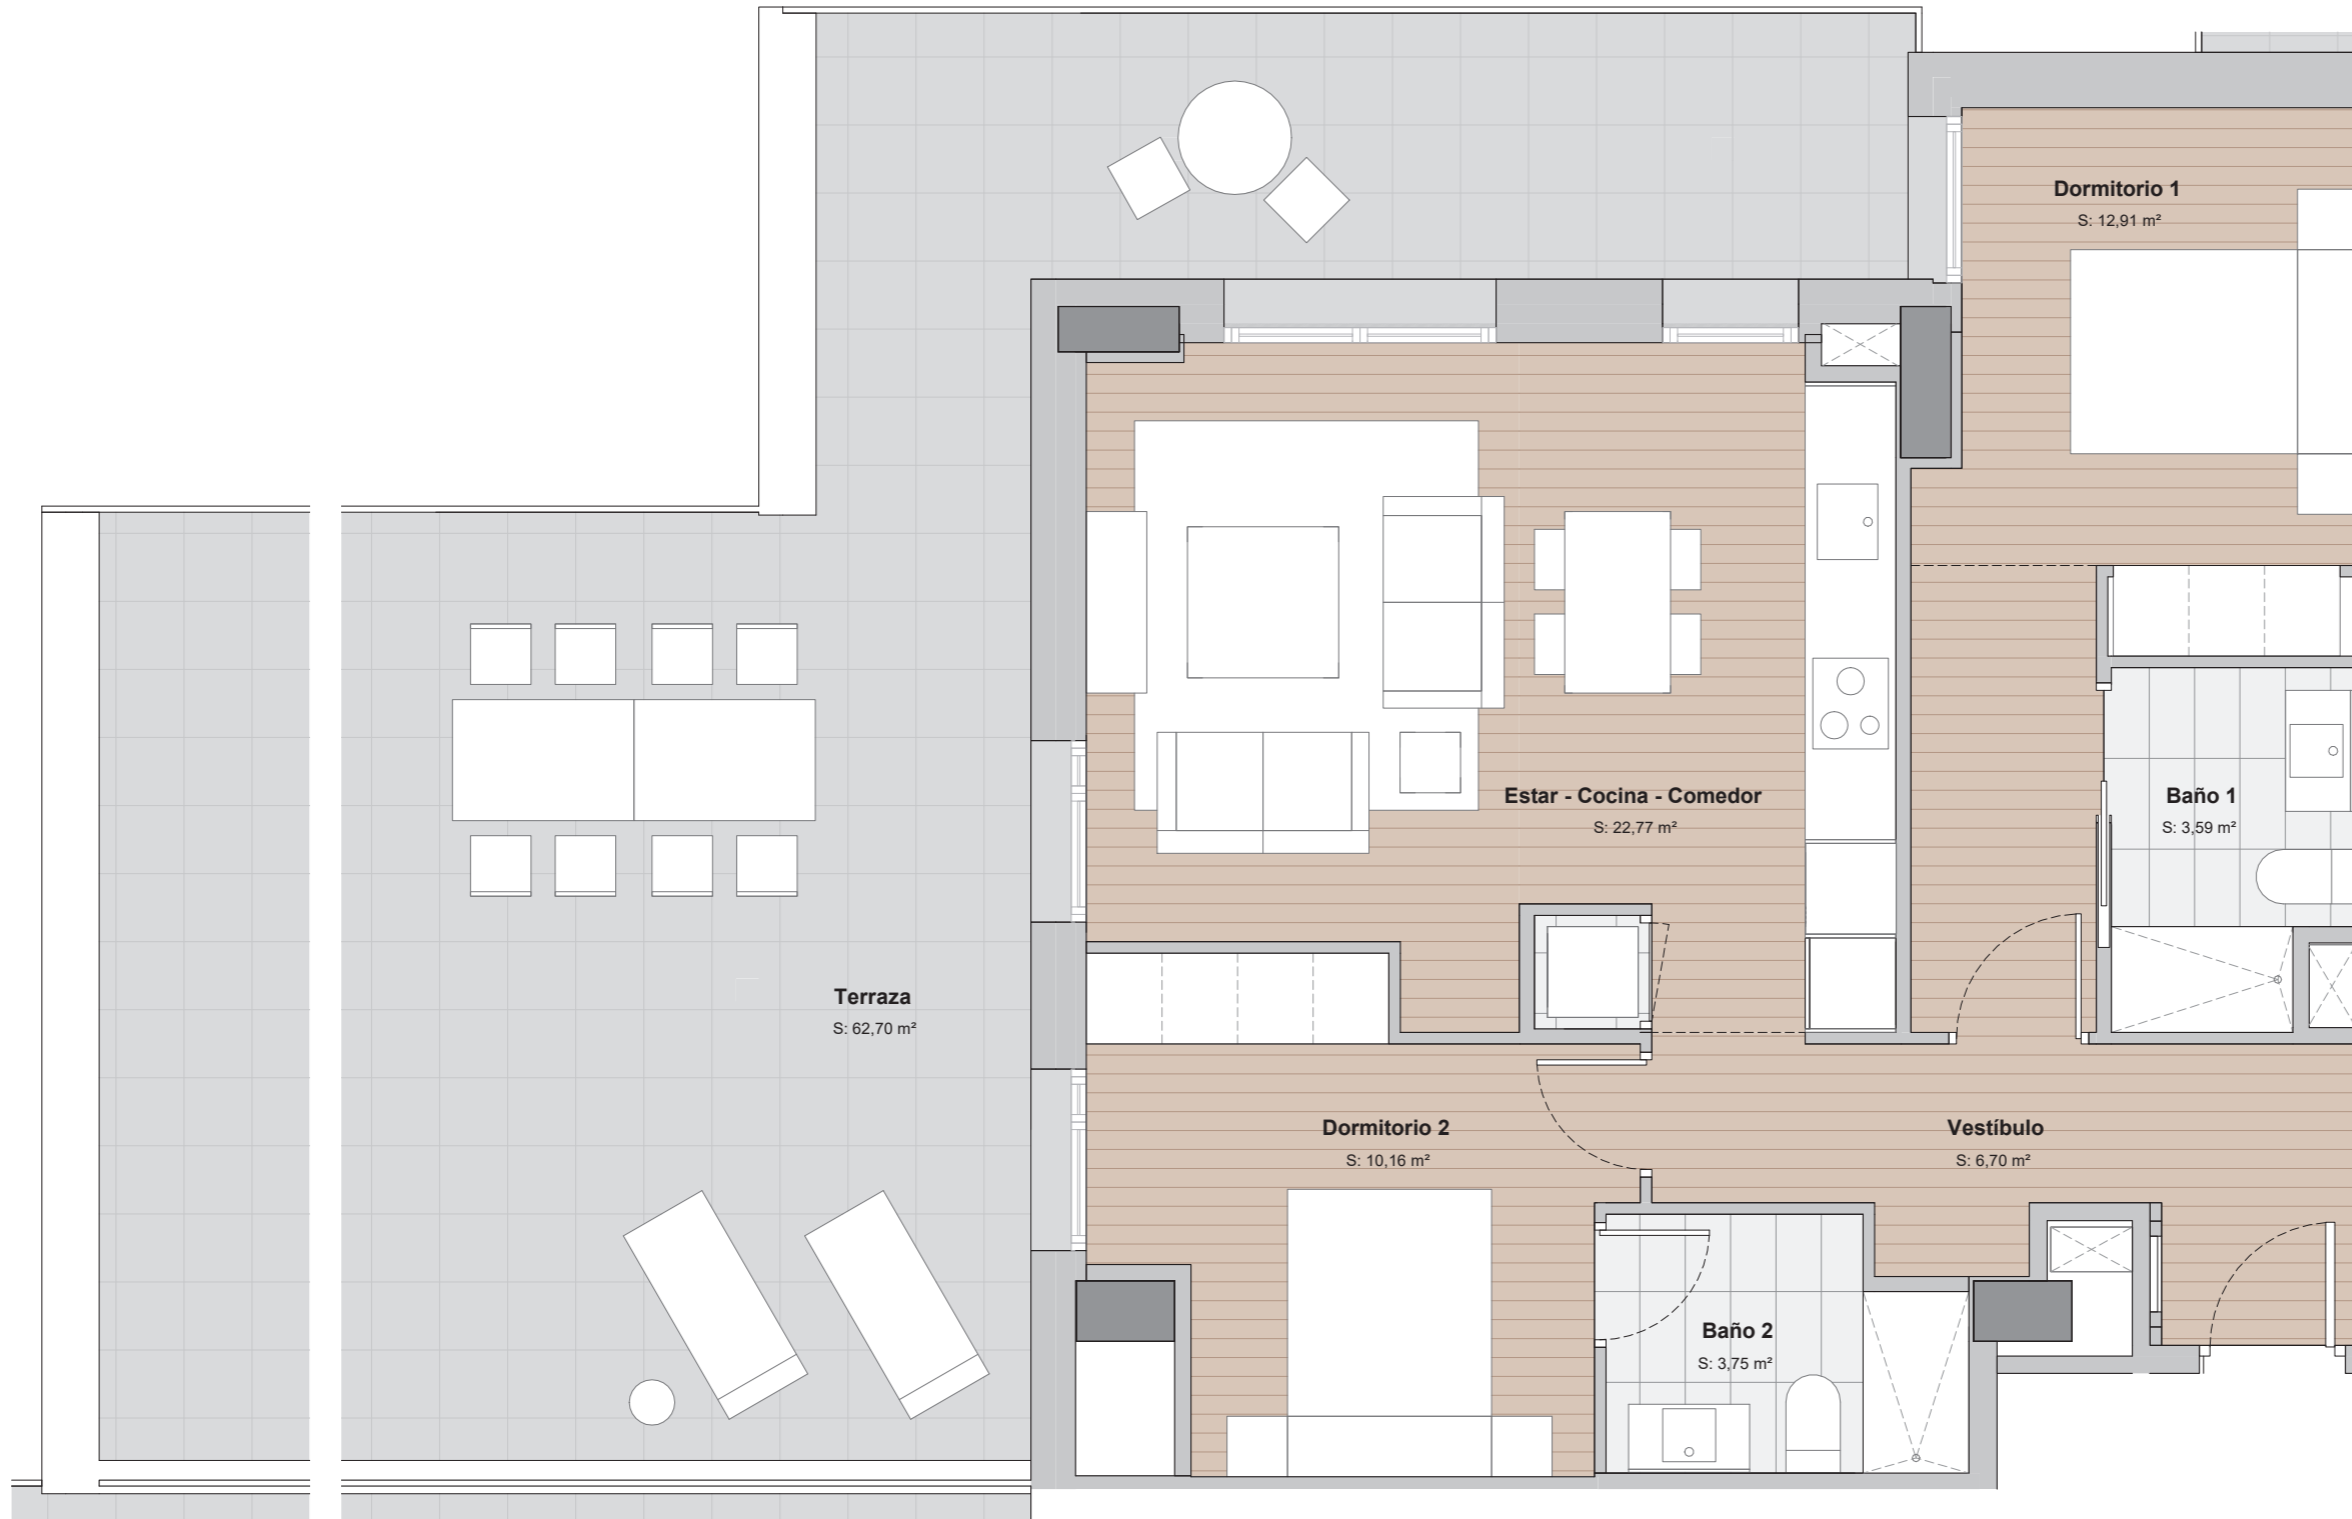 Dormitorio 1
S: 12,91 m²
Estar - Cocina - Comedor
S: 22,77 m²
Baño 1
S: 3,59 m²
Terraza
S: 62,70 m²
Dormitorio 2
S: 10,16 m²
Vestíbulo
S: 6,70 m²
Baño 2
S: 3,75 m²